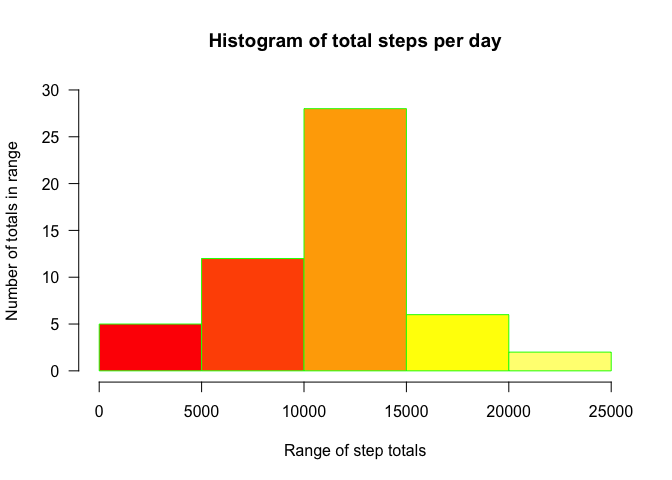 Histogram of total steps per day
Number of totals in range
30
25
20
15
10
5
0
0 5000 10000 15000 20000 25000
Range of step totals